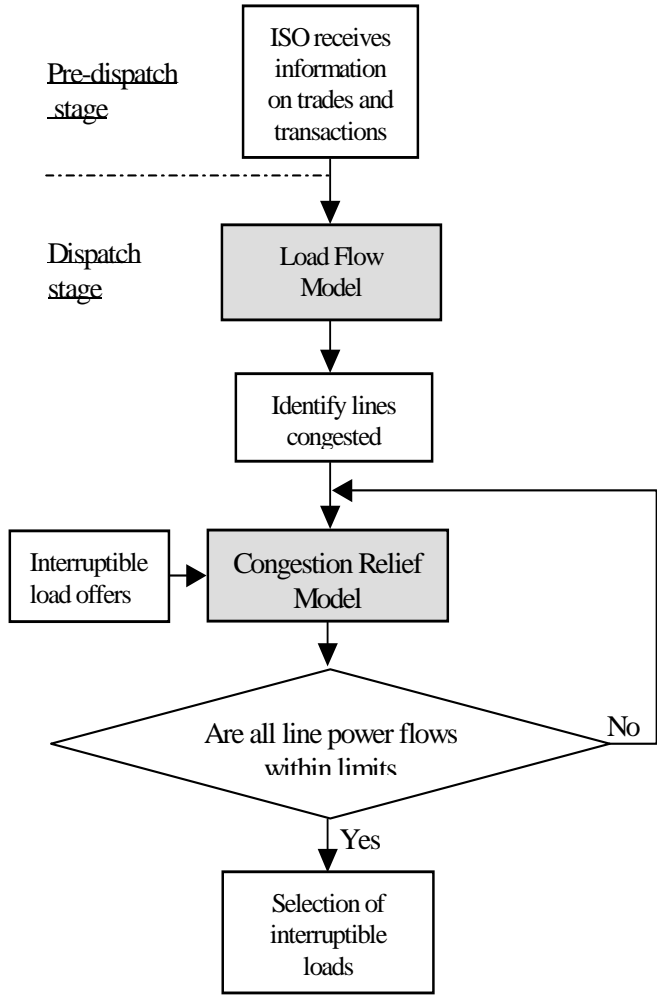 ISO receives
information
on trades and
transactions
Pre-dispatch
stage
Dispatch
stage
Load Flow
Model
Identify lines
congested
Interruptible
load offers
Congestion Relief
Model
Are all line power flows
within limits
No
Yes
Selection of
interruptible
loads